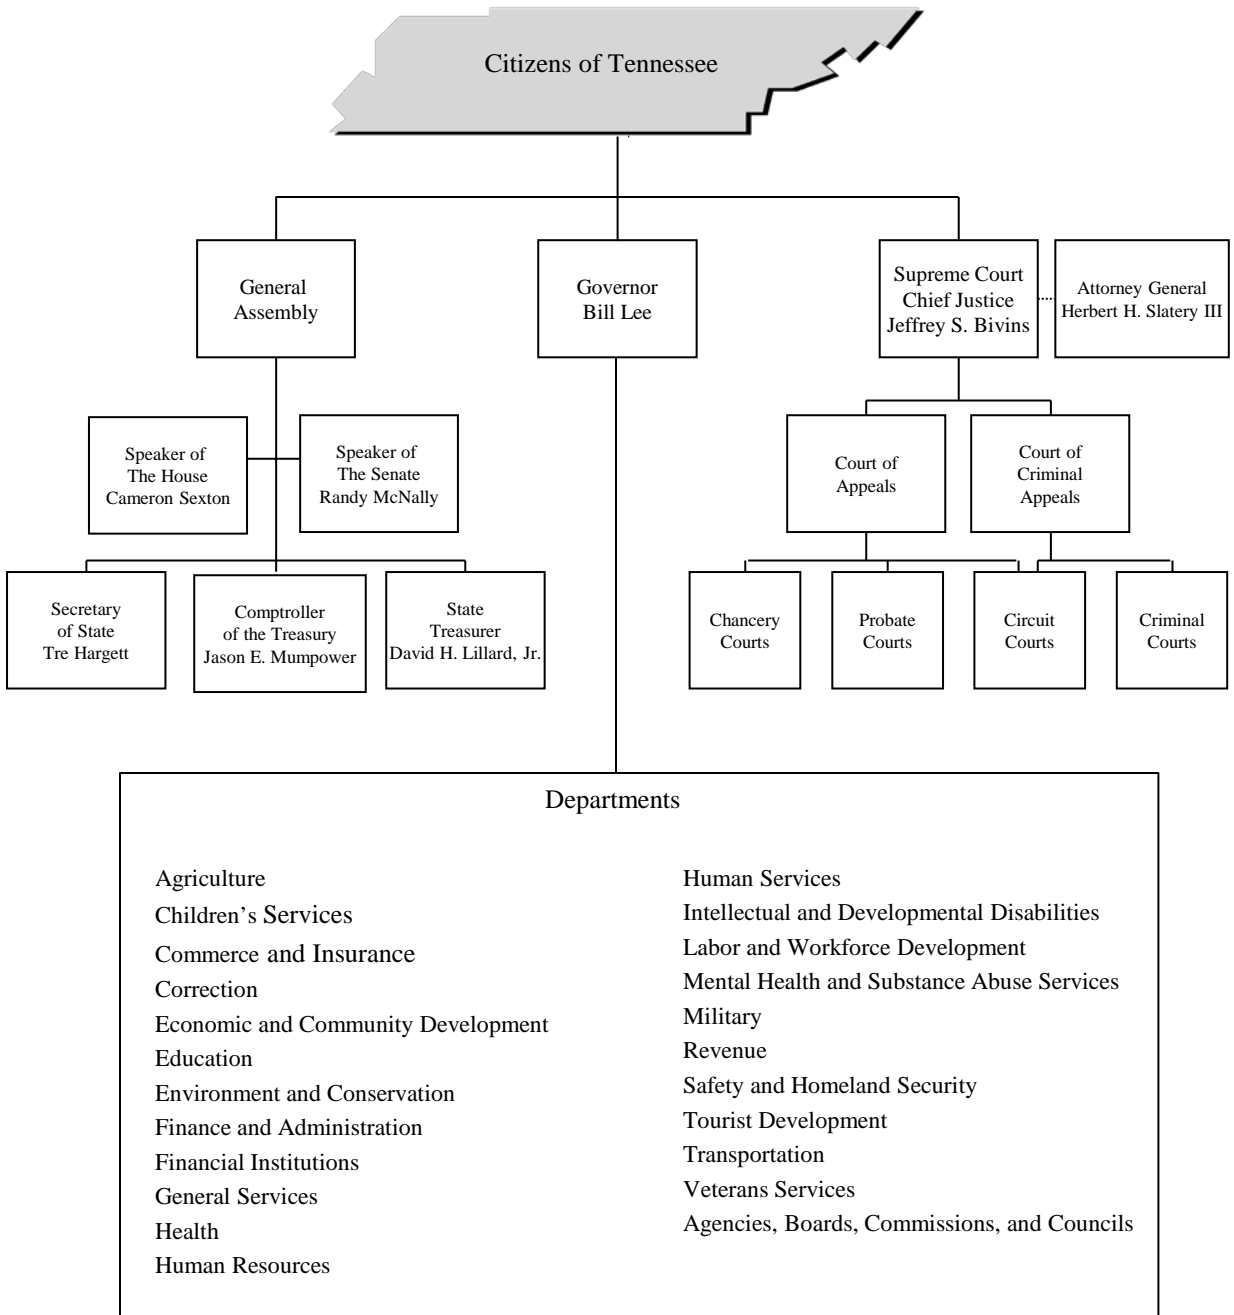 Citizens of Tennessee
General
Assembly
Governor
Bill Lee
Supreme Court
Chief Justice
Jeffrey S. Bivins
Attorney General
Herbert H. Slatery III
Speaker of
The House
Cameron Sexton
Speaker of
The Senate
Randy McNally
Court of
Appeals
Court of
Criminal
Appeals
Secretary
of State
Tre Hargett
Comptroller
of the Treasury
Jason E. Mumpower
State
Treasurer
David H. Lillard, Jr.
Chancery
Courts
Probate
Courts
Circuit
Courts
Criminal
Courts
Departments
Agriculture
Children’s Services
Commerce and Insurance
Correction
Economic and Community Development
Education
Environment and Conservation
Finance and Administration
Financial Institutions
General Services
Health
Human Resources
Human Services
Intellectual and Developmental Disabilities
Labor and Workforce Development
Mental Health and Substance Abuse Services
Military
Revenue
Safety and Homeland Security
Tourist Development
Transportation
Veterans Services
Agencies, Boards, Commissions, and Councils